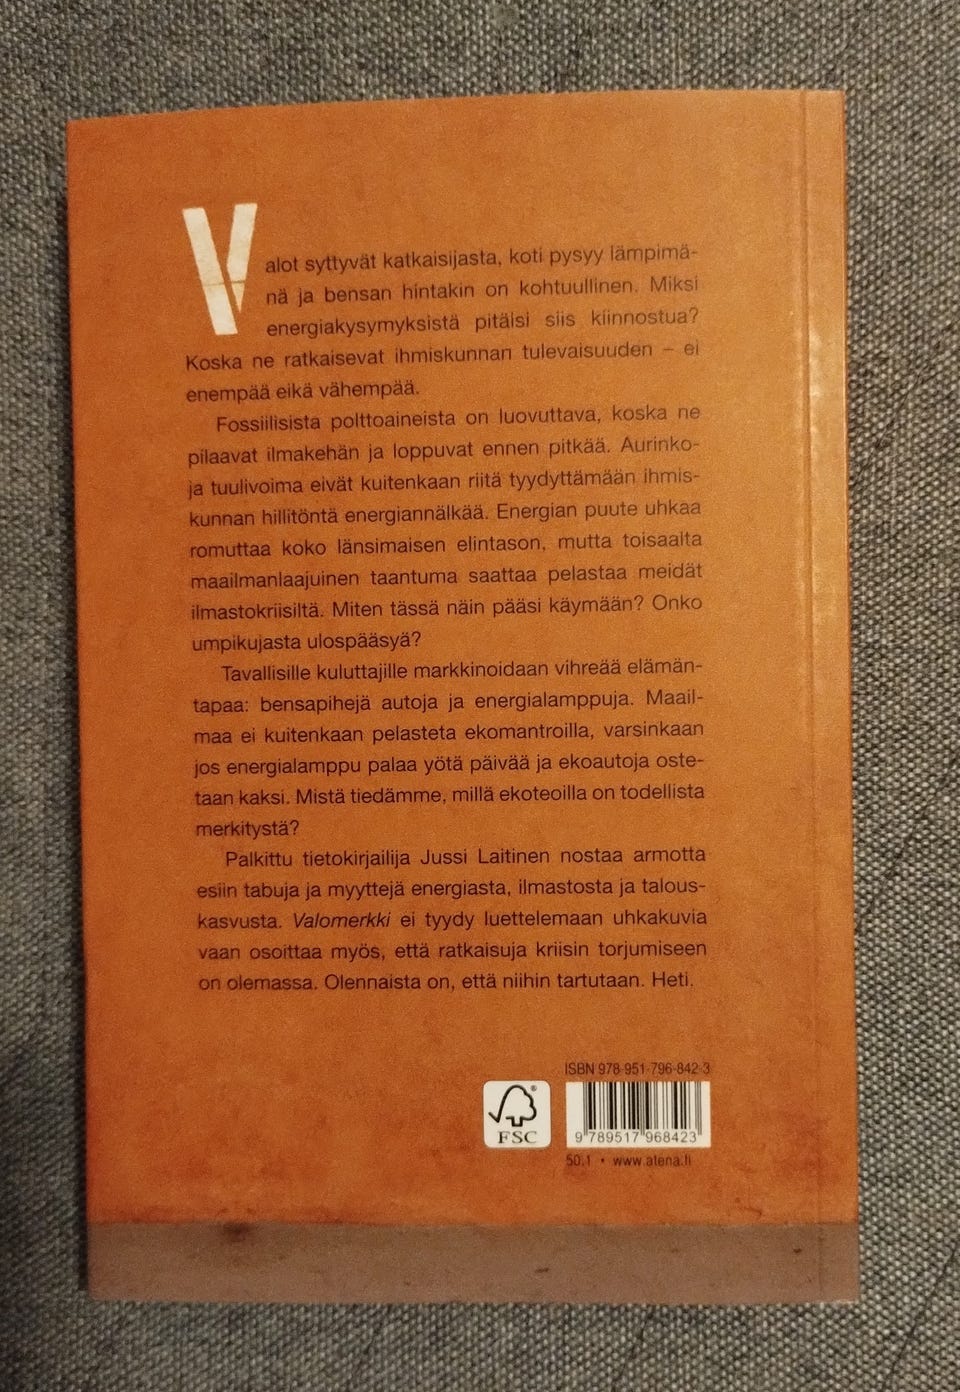 Valot syttyvät katkaisijasta, koti pysyy lämpimä-
nä ja bensan hintakin on kohtuullinen. Miksi
energiakysymyksistä pitäisi siis kiinnostua?
Koska ne ratkaisevat ihmiskunnan tulevaisuuden – ei
enempää eikä vähempää.
Fossiilisista polttoaineista on luovuttava, koska ne
pilaavat ilmakehän ja loppuvat ennen pitkää. Aurinko-
ja tuulivoima eivät kuitenkaan riitä tyydyttämään ihmis-
kunnan hillitöntä energiannälkää. Energian puute uhkaa
romuttaa koko länsimaisen elintason, mutta toisaalta
maailmanlaajuinen taantuma saattaa pelastaa meidät
ilmastokriisiltä. Miten tässä näin pääsi käymään? Onko
umpikujasta ulospääsyä?
Tavallisille kuluttajille markkinoidaan vihreää elämän-
tapaa: bensapihejä autoja ja energialamppuja. Maail-
maa ei kuitenkaan pelasteta ekomantroilla, varsinkaan
jos energialamppu palaa yötä päivää ja ekoautoja oste-
taan kaksi. Mistä tiedämme, millä ekoteoilla on todellista
merkitystä?
Palkittu tietokirjailija Jussi Laitinen nostaa armotta
esiin tabuja ja myyttejä energiasta, ilmastosta ja talous-
kasvusta. Valomerkki ei tyydy luettelemaan uhkakuvia
vaan osoittaa myös, että ratkaisuja kriisin torjumiseen
on olemassa. Olennaista on, että niihin tartutaan. Heti.
ISBN 978-951-796-842-3
FSC®
9 789517 968423
50.1 • www.atena.fi